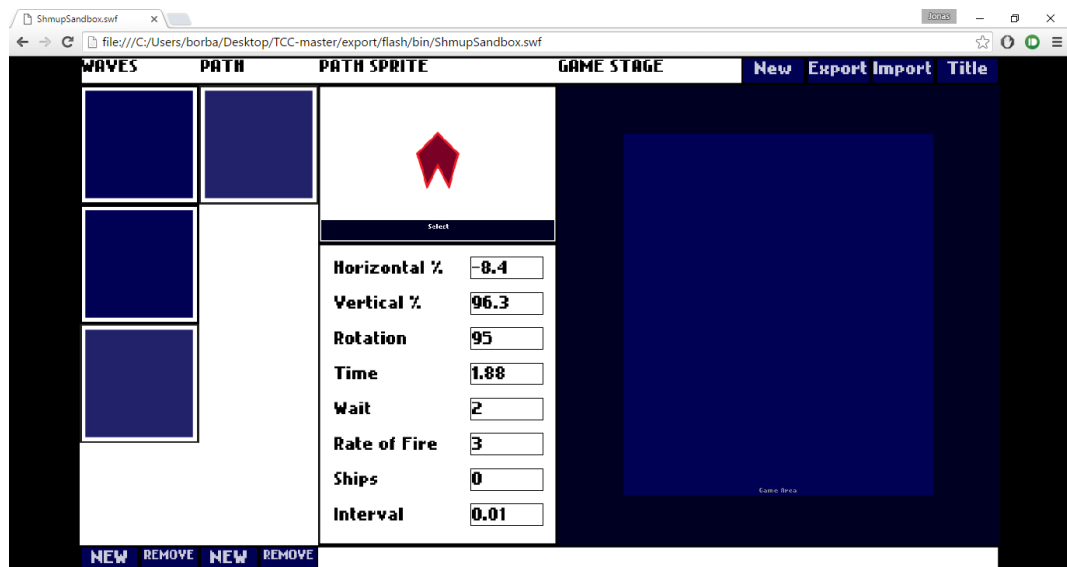 ShmupSandbox.swf
Jonas
file:///C:/Users/borba/Desktop/TCC-master/export/flash/bin/ShmupSandbox.swf
WAVES PATH PATH SPRITE GAME STAGE New Export Import Title
Select
Horizontal % -8.4
Vertical % 96.3
Rotation 95
Time 1.88
Wait 2
Rate of Fire 3
Ships 0
Interval 0.01
Game Area
NEW REMOVE NEW REMOVE